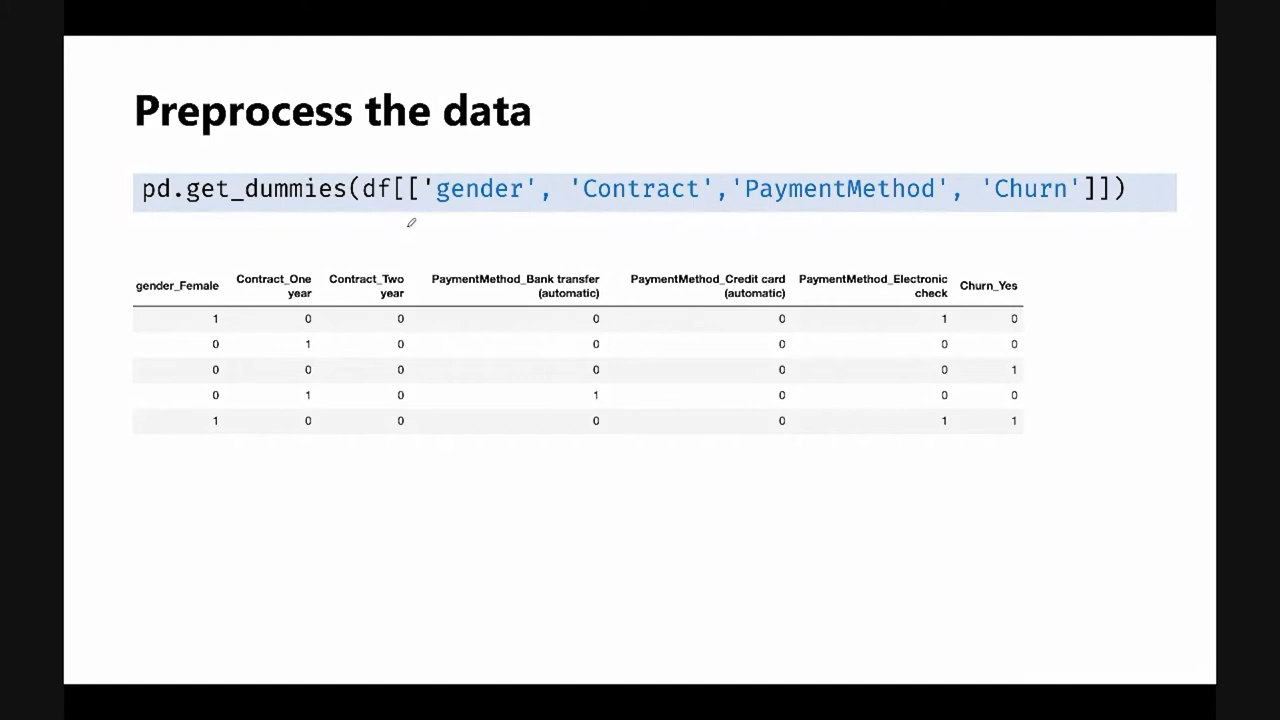 Preprocess the data
pd.get_dummies(df[['gender', 'Contract','PaymentMethod', 'Churn']])
gender_Female Contract_One year Contract_Two year PaymentMethod_Bank transfer (automatic) PaymentMethod_Credit card (automatic) PaymentMethod_Electronic check Churn_Yes
1 0 0 0 0 1 0
0 1 0 0 0 0 0
0 0 0 0 0 0 1
0 1 0 1 0 0 0
1 0 0 0 0 1 1